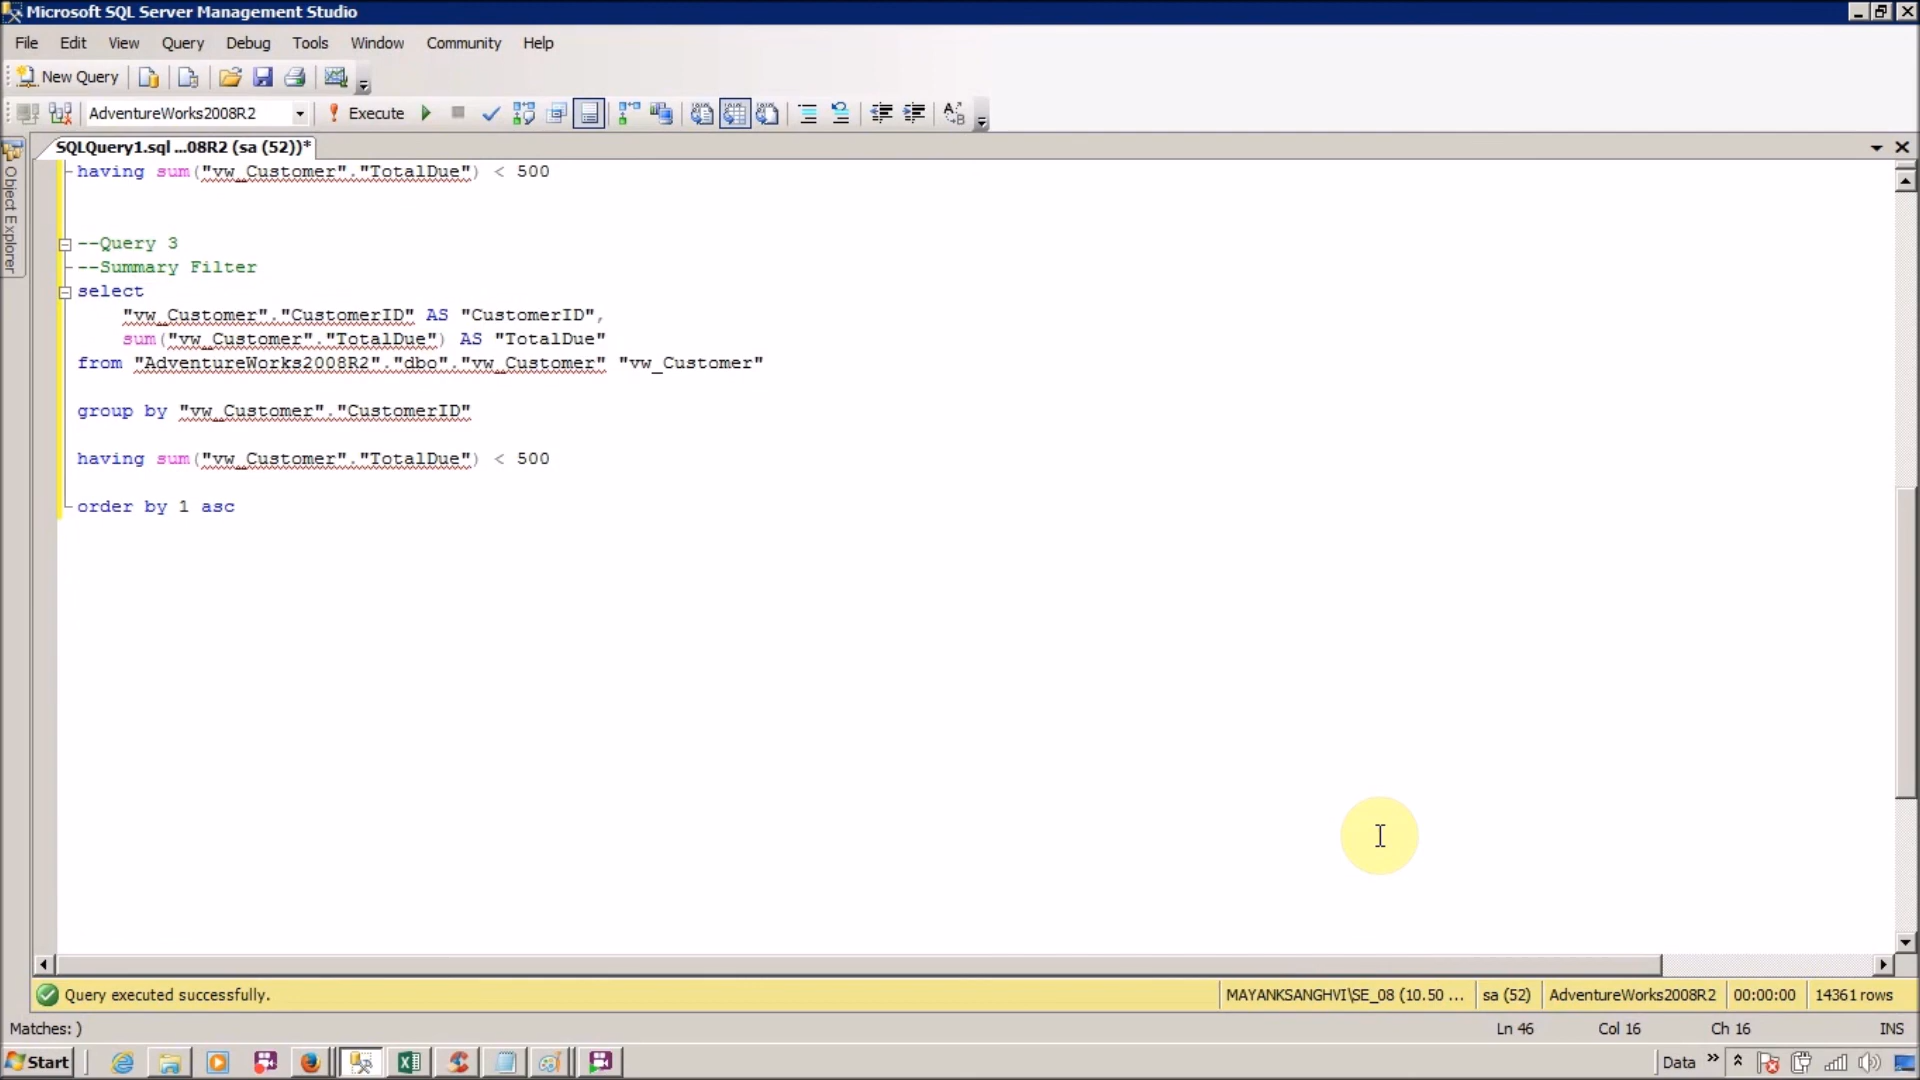 Microsoft SQL Server Management Studio
File Edit View Query Debug Tools Window Community Help
New Query
AdventureWorks2008R2 Execute
SQLQuery1.sql ...08R2 (sa (52))*
Object Explorer
having sum("vw_Customer"."TotalDue") < 500
--Query 3
--Summary Filter
select
"vw_Customer"."CustomerID" AS "CustomerID",
sum("vw_Customer"."TotalDue") AS "TotalDue"
from "AdventureWorks2008R2"."dbo"."vw_Customer" "vw_Customer"
group by "vw_Customer"."CustomerID"
having sum("vw_Customer"."TotalDue") < 500
order by 1 asc
Query executed successfully. MAYANKSANGHVI\SE_08 (10.50 ... sa (52) AdventureWorks2008R2 00:00:00 14361 rows
Matches: ) Ln 46 Col 16 Ch 16 INS
Start Data »